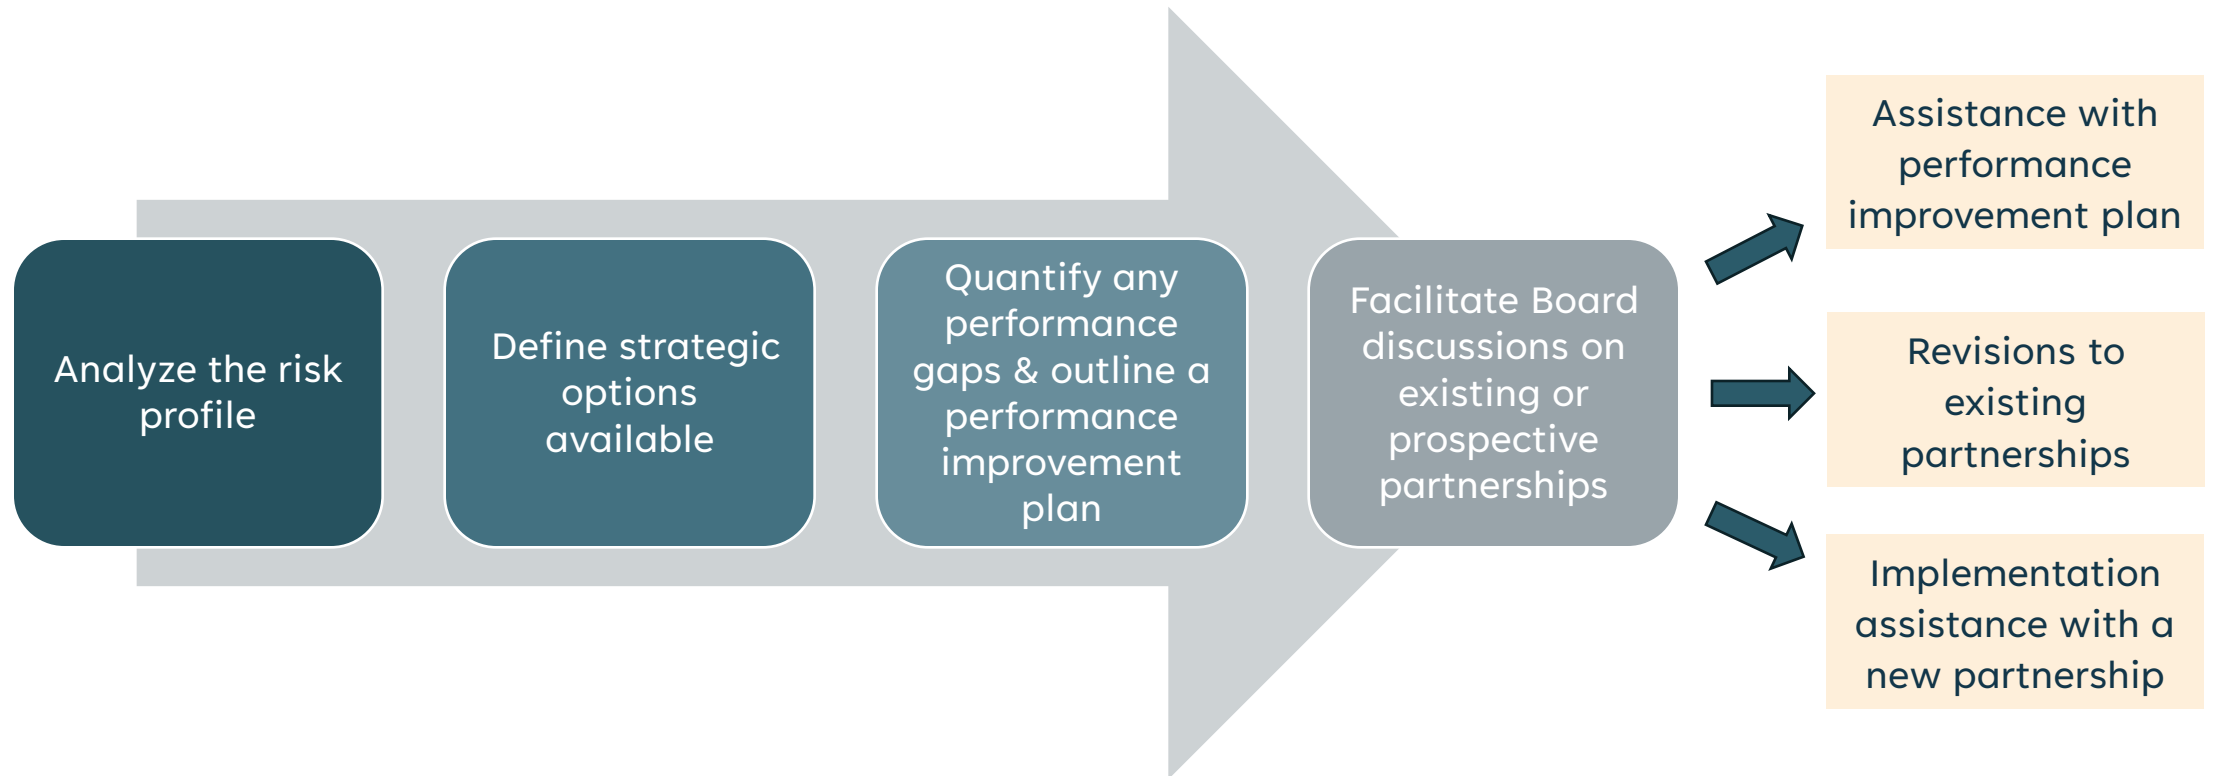 Analyze the risk
profile
Define strategic
options
available
Quantify any
performance
gaps & outline a
performance
improvement
plan
Facilitate Board
discussions on
existing or
prospective
partnerships
Assistance with
performance
improvement plan
Revisions to
existing
partnerships
Implementation
assistance with a
new partnership